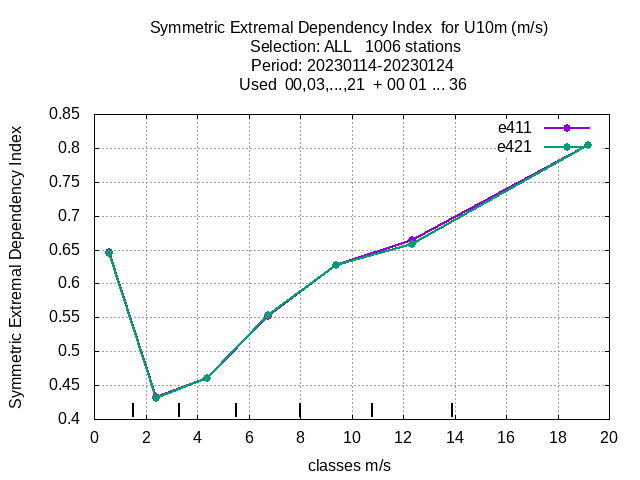 Symmetric Extremal Dependency Index  for U10m (m/s)
Selection: ALL   1006 stations
Period: 20230114-20230124
Used  00,03,...,21  + 00 01 ... 36
Symmetric Extremal Dependency Index
0.85
0.8
0.75
0.7
0.65
0.6
0.55
0.5
0.45
0.4
e411
e421
0 2 4 6 8 10 12 14 16 18 20
classes m/s